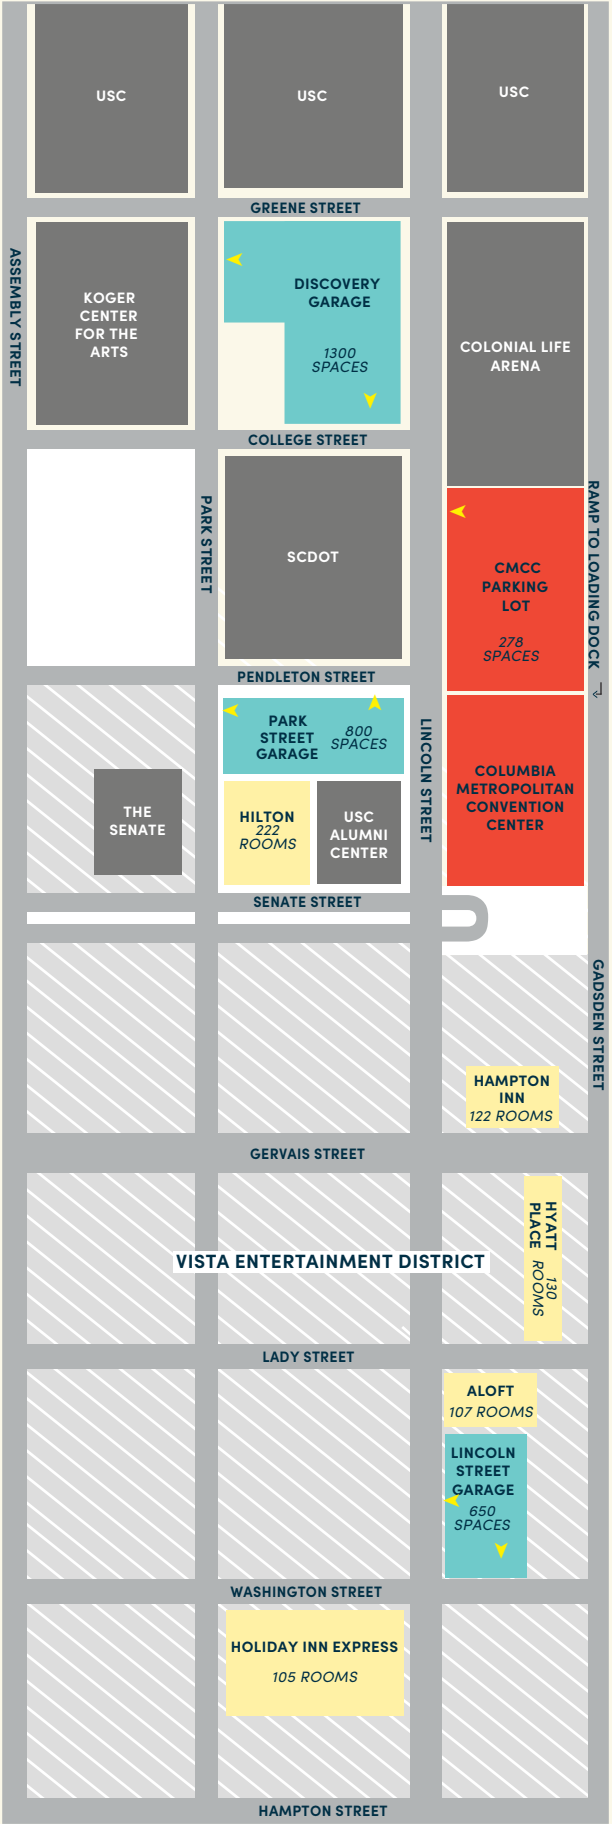 USC
USC
USC
GREENE STREET
ASSEMBLY STREET
KOGER
CENTER
FOR THE
ARTS
DISCOVERY
GARAGE
1300
SPACES
COLONIAL LIFE
ARENA
COLLEGE STREET
PARK STREET
SCDOT
CMCC
PARKING
LOT
278
SPACES
RAMP TO LOADING DOCK
PENDLETON STREET
PARK
STREET
GARAGE
800
SPACES
LINCOLN STREET
THE
SENATE
HILTON
222
ROOMS
USC
ALUMNI
CENTER
COLUMBIA
METROPOLITAN
CONVENTION
CENTER
SENATE STREET
GADSDEN STREET
HAMPTON
INN
122 ROOMS
GERVAIS STREET
HYATT
PLACE
130
ROOMS
VISTA ENTERTAINMENT DISTRICT
LADY STREET
ALOFT
107 ROOMS
LINCOLN
STREET
GARAGE
650
SPACES
WASHINGTON STREET
HOLIDAY INN EXPRESS
105 ROOMS
HAMPTON STREET